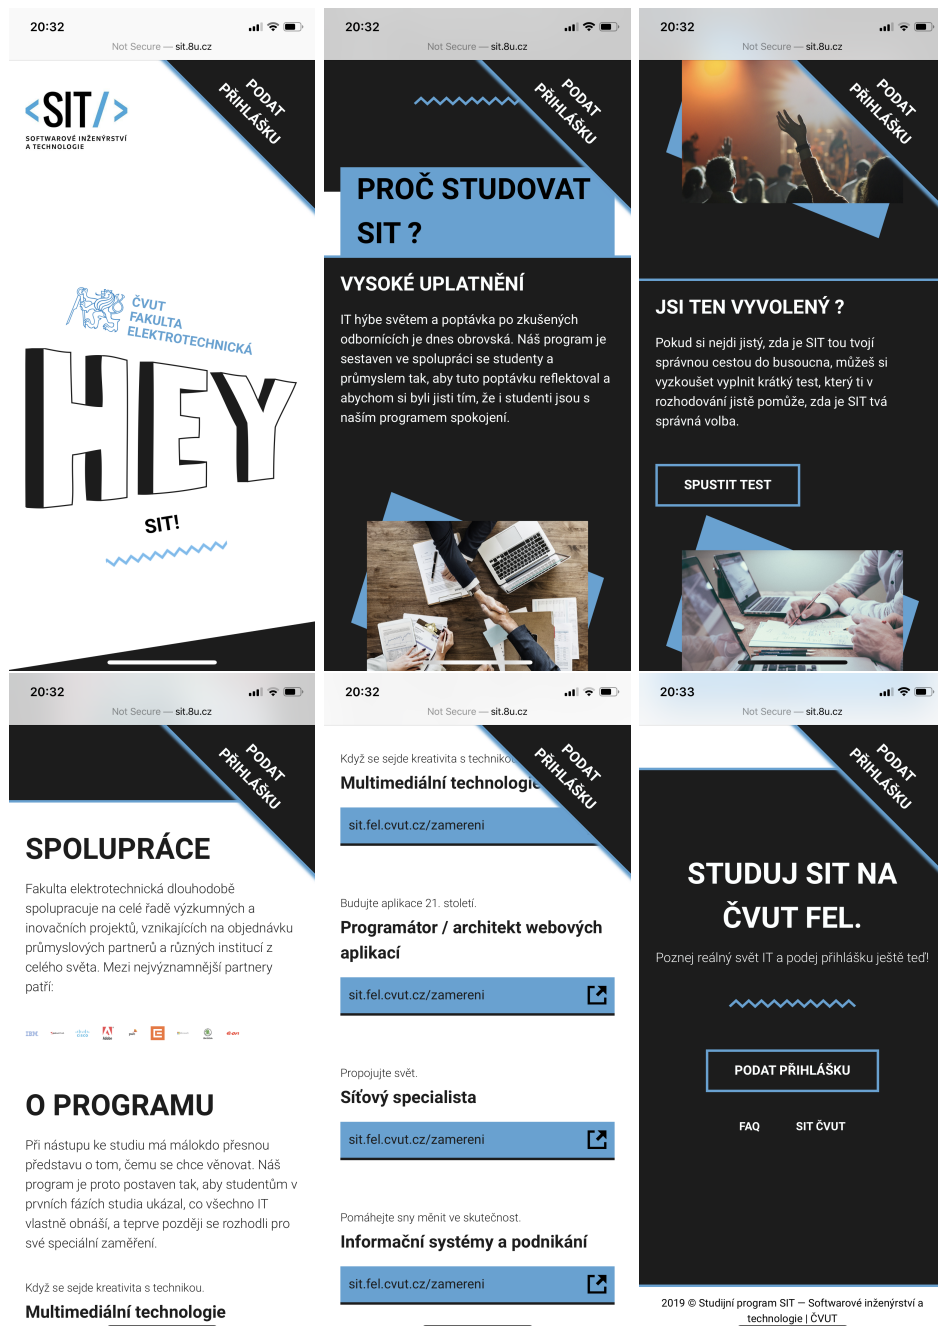 20:32
Not Secure — sit.8u.cz
PODAT
PŘIHLÁŠKU
<SIT/>
SOFTWAROVÉ INŽENÝRSTVÍ
A TECHNOLOGIE
ČVUT
FAKULTA
ELEKTROTECHNICKÁ
HEY
SIT!
20:32
Not Secure — sit.8u.cz
PODAT
PŘIHLÁŠKU
PROČ STUDOVAT
SIT ?
VYSOKÉ UPLATNĚNÍ
IT hýbe světem a poptávka po zkušených
odbornících je dnes obrovská. Náš program je
sestaven ve spolupráci se studenty a
průmyslem tak, aby tuto poptávku reflektoval a
abychom si byli jisti tím, že i studenti jsou s
naším programem spokojení.
20:32
Not Secure — sit.8u.cz
PODAT
PŘIHLÁŠKU
JSI TEN VYVOLENÝ ?
Pokud si nejdi jistý, zda je SIT tou tvojí
správnou cestou do busoucna, můžeš si
vyzkoušet vyplnit krátký test, který ti v
rozhodování jistě pomůže, zda je SIT tvá
správná volba.
SPUSTIT TEST
20:32
Not Secure — sit.8u.cz
PODAT
PŘIHLÁŠKU
SPOLUPRÁCE
Fakulta elektrotechnická dlouhodobě
spolupracuje na celé řadě výzkumných a
inovačních projektů, vznikajících na objednávku
průmyslových partnerů a různých institucí z
celého světa. Mezi nejvýznamnější partnery
patří:
IBM
O PROGRAMU
Při nástupu ke studiu má málokdo přesnou
představu o tom, čemu se chce věnovat. Náš
program je proto postaven tak, aby studentům v
prvních fázích studia ukázal, co všechno IT
vlastně obnáší, a teprve později se rozhodli pro
své speciální zaměření.
Když se sejde kreativita s technikou.
Multimediální technologie
20:32
Not Secure — sit.8u.cz
PODAT
PŘIHLÁŠKU
Když se sejde kreativita s technikou
Multimediální technologie
sit.fel.cvut.cz/zamereni
Budujte aplikace 21. století.
Programátor / architekt webových
aplikací
sit.fel.cvut.cz/zamereni
Propojujte svět.
Síťový specialista
sit.fel.cvut.cz/zamereni
Pomáhejte sny měnit ve skutečnost.
Informační systémy a podnikání
sit.fel.cvut.cz/zamereni
20:33
Not Secure — sit.8u.cz
PODAT
PŘIHLÁŠKU
STUDUJ SIT NA
ČVUT FEL.
Poznej reálný svět IT a podej přihlášku ještě teď!
PODAT PŘIHLÁŠKU
FAQ SIT ČVUT
2019 © Studijní program SIT — Softwarové inženýrství a
technologie | ČVUT